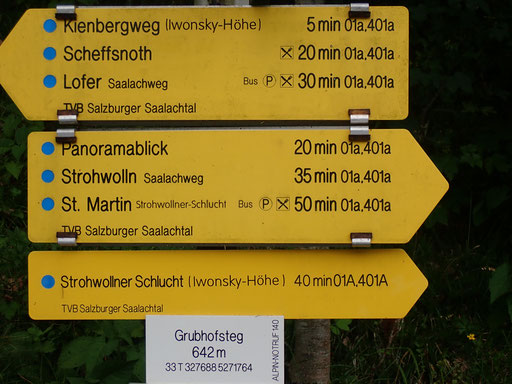 Kienbergweg (Iwonsky-Höhe) 5 min 01a,401a
Scheffsnoth 20 min 01a,401a
Lofer Saalachweg Bus P 30 min 01a,401a
TVB Salzburger Saalachtal
Panoramablick 20 min 01a,401a
Strohwolln Saalachweg 35 min 01a,401a
St. Martin Strohwollner-Schlucht Bus P 50 min 01a,401a
TVB Salzburger Saalachtal
Strohwollner Schlucht (Iwonsky-Höhe) 40 min 01A,401A
TVB Salzburger Saalachtal
Grubhofsteg
642 m
33 T 327688 5271764
ALPIN-NOTRUF 140